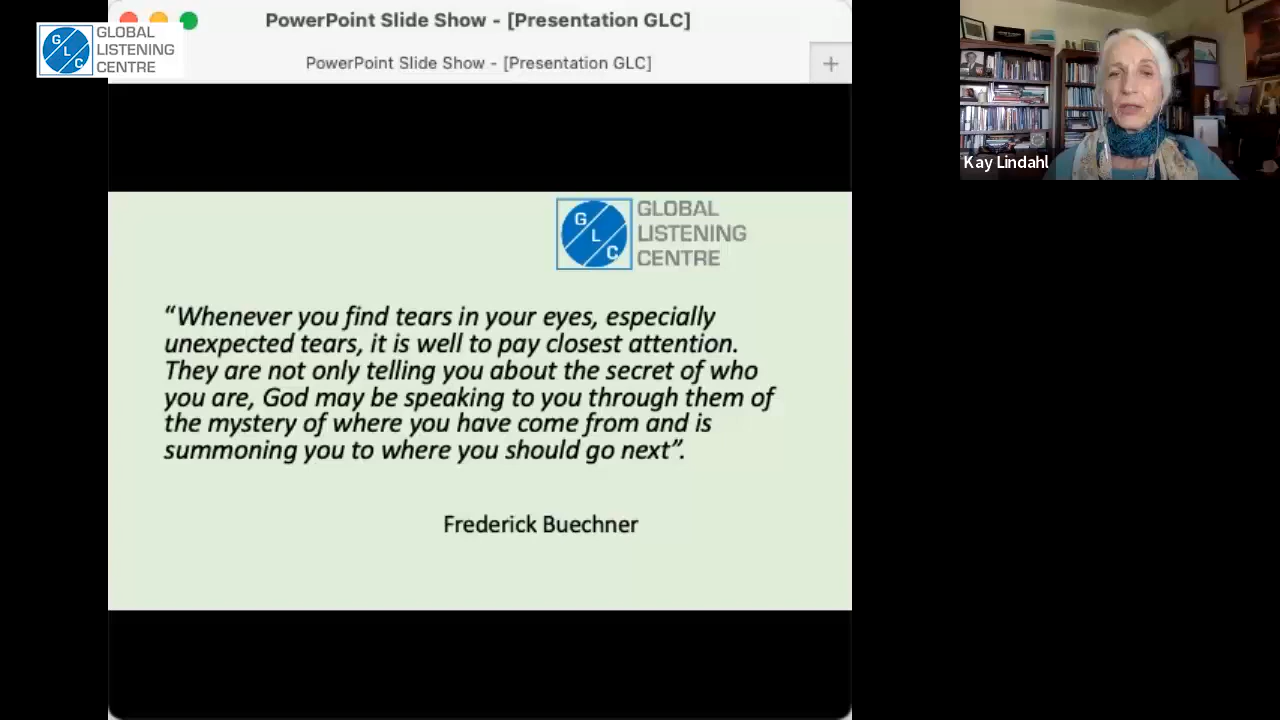 PowerPoint Slide Show - [Presentation GLC]
GLOBAL
LISTENING
CENTRE
G
L
C
PowerPoint Slide Show - [Presentation GLC]
+
Kay Lindahl
G
L
C
GLOBAL
LISTENING
CENTRE
“Whenever you find tears in your eyes, especially
unexpected tears, it is well to pay closest attention.
They are not only telling you about the secret of who
you are, God may be speaking to you through them of
the mystery of where you have come from and is
summoning you to where you should go next”.
Frederick Buechner